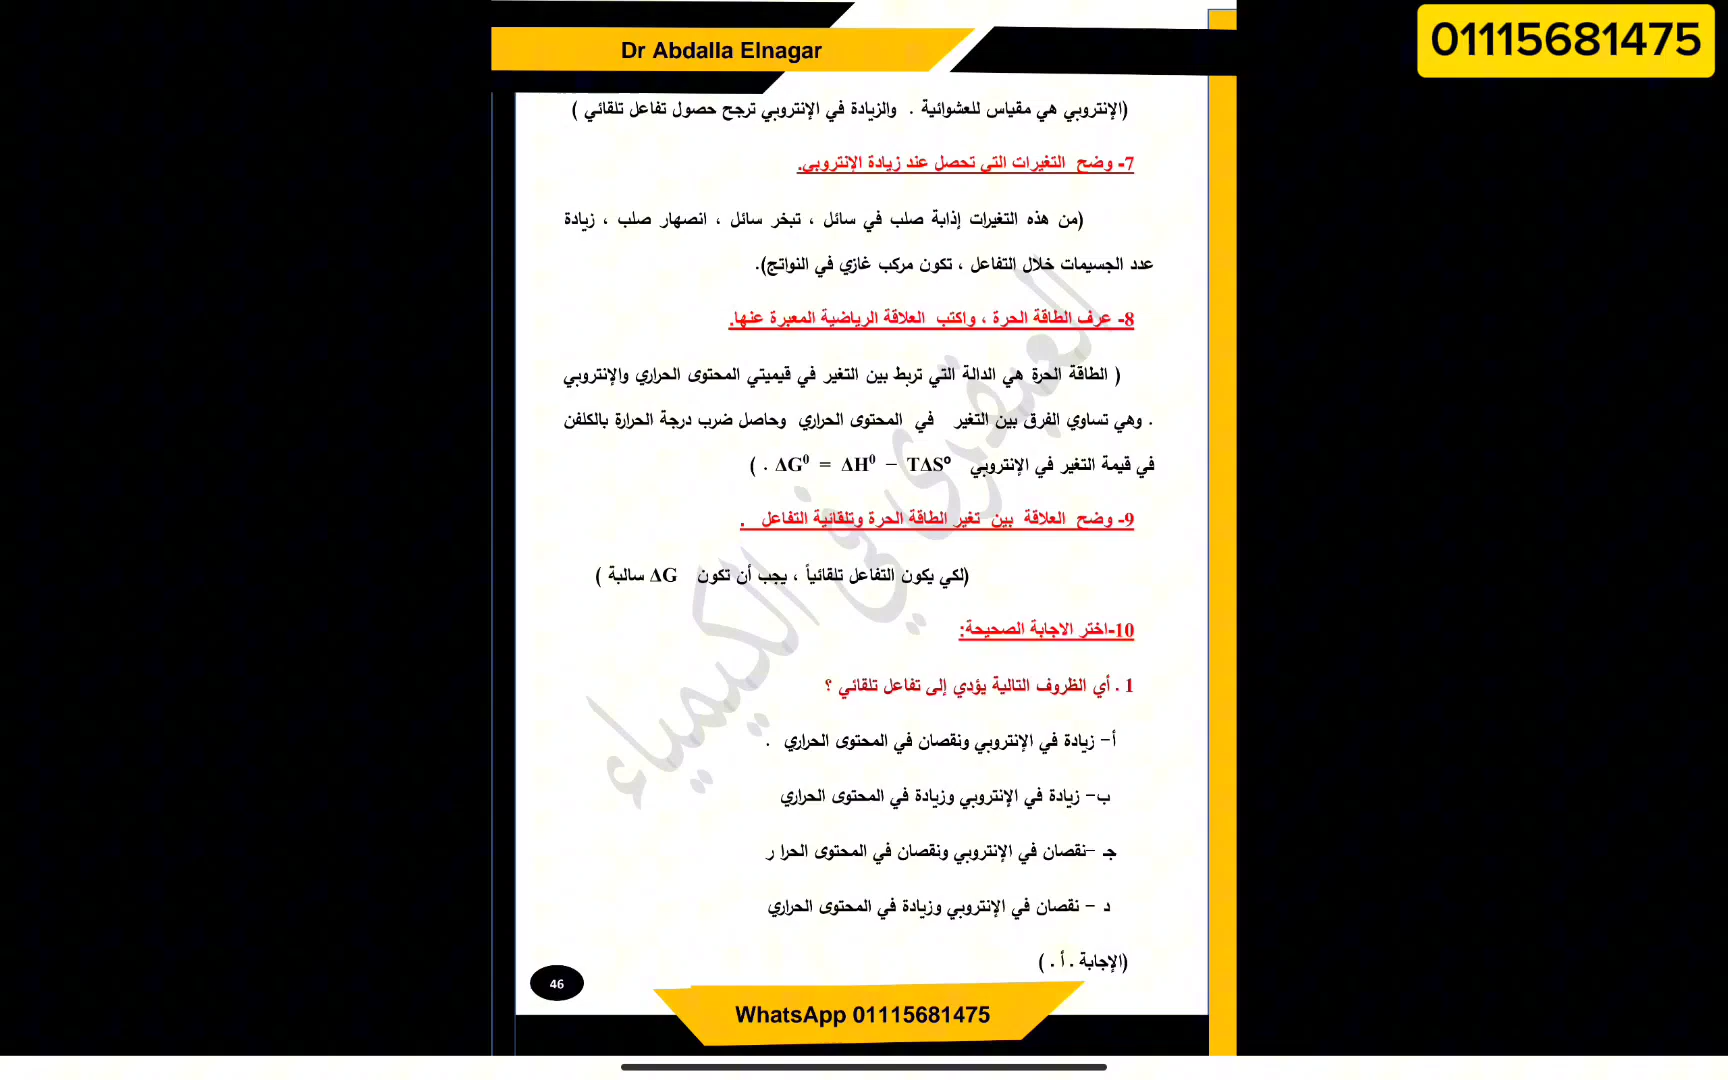 01115681475
Dr Abdalla Elnagar
(الإنتروبي هي مقياس للعشوائية . والزيادة في الإنتروبي ترجح حصول تفاعل تلقائي )
7- وضح التغيرات التي تحصل عند زيادة الإنتروبي.
(من هذه التغيرات إذابة صلب في سائل ، تبخر سائل ، انصهار صلب ، زيادة
عدد الجسيمات خلال التفاعل ، تكون مركب غازي في النواتج).
8- عرف الطاقة الحرة ، واكتب العلاقة الرياضية المعبرة عنها.
( الطاقة الحرة هي الدالة التي تربط بين التغير في قيميتي المحتوى الحراري والإنتروبي
. وهي تساوي الفرق بين التغير في المحتوى الحراري وحاصل ضرب درجة الحرارة بالكلفن
في قيمة التغير في الإنتروبي ΔG⁰ = ΔH⁰ − TΔSº . )
9- وضح العلاقة بين تغير الطاقة الحرة وتلقائية التفاعل .
(لكي يكون التفاعل تلقائياً ، يجب أن تكون ΔG سالبة )
10-اختر الاجابة الصحيحة:
1 . أي الظروف التالية يؤدي إلى تفاعل تلقائي ؟
أ– زيادة في الإنتروبي ونقصان في المحتوى الحراري .
ب– زيادة في الإنتروبي وزيادة في المحتوى الحراري
جـ –نقصان في الإنتروبي ونقصان في المحتوى الحرا ر
د – نقصان في الإنتروبي وزيادة في المحتوى الحراري
(الإجابة . أ . )
العبقري في الكيمياء
46
WhatsApp 01115681475